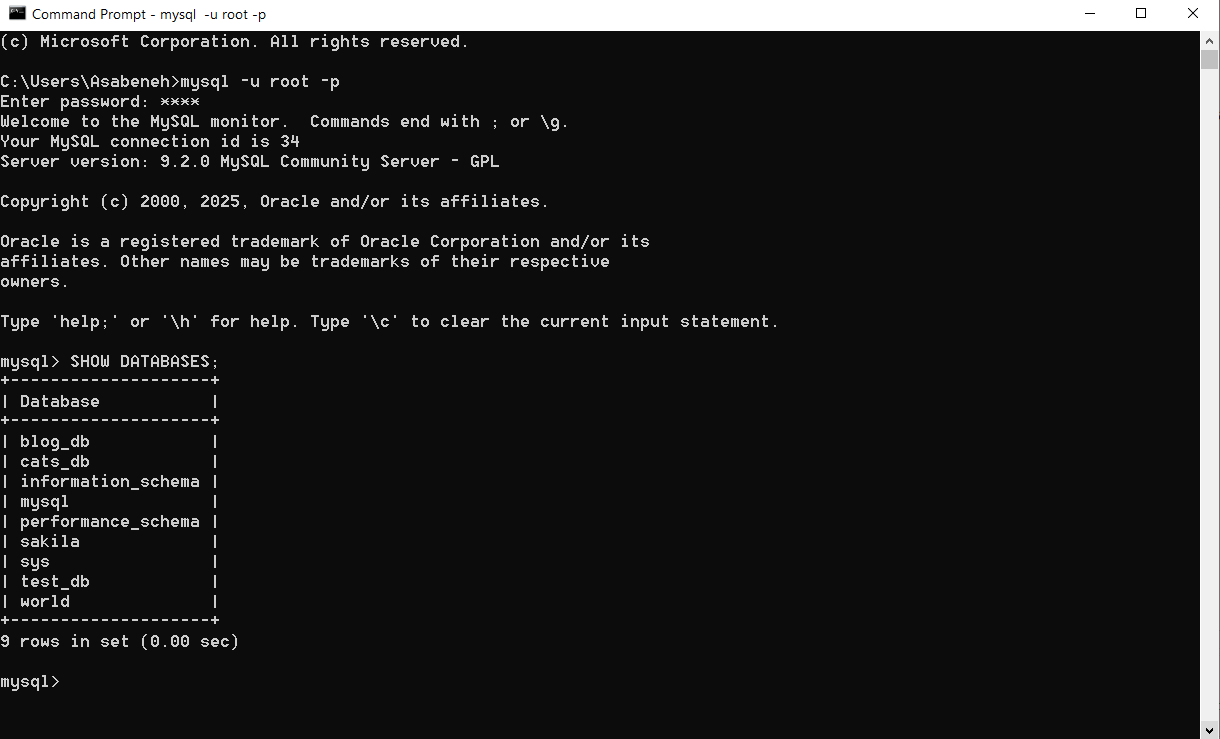 Command Prompt - mysql  -u root -p
(c) Microsoft Corporation. All rights reserved.

C:\Users\Asabeneh>mysql -u root -p
Enter password: ****
Welcome to the MySQL monitor.  Commands end with ; or \g.
Your MySQL connection id is 34
Server version: 9.2.0 MySQL Community Server - GPL

Copyright (c) 2000, 2025, Oracle and/or its affiliates.

Oracle is a registered trademark of Oracle Corporation and/or its
affiliates. Other names may be trademarks of their respective
owners.

Type 'help;' or '\h' for help. Type '\c' to clear the current input statement.

mysql> SHOW DATABASES;
+--------------------+
| Database           |
+--------------------+
| blog_db            |
| cats_db            |
| information_schema |
| mysql              |
| performance_schema |
| sakila             |
| sys                |
| test_db            |
| world              |
+--------------------+
9 rows in set (0.00 sec)

mysql>